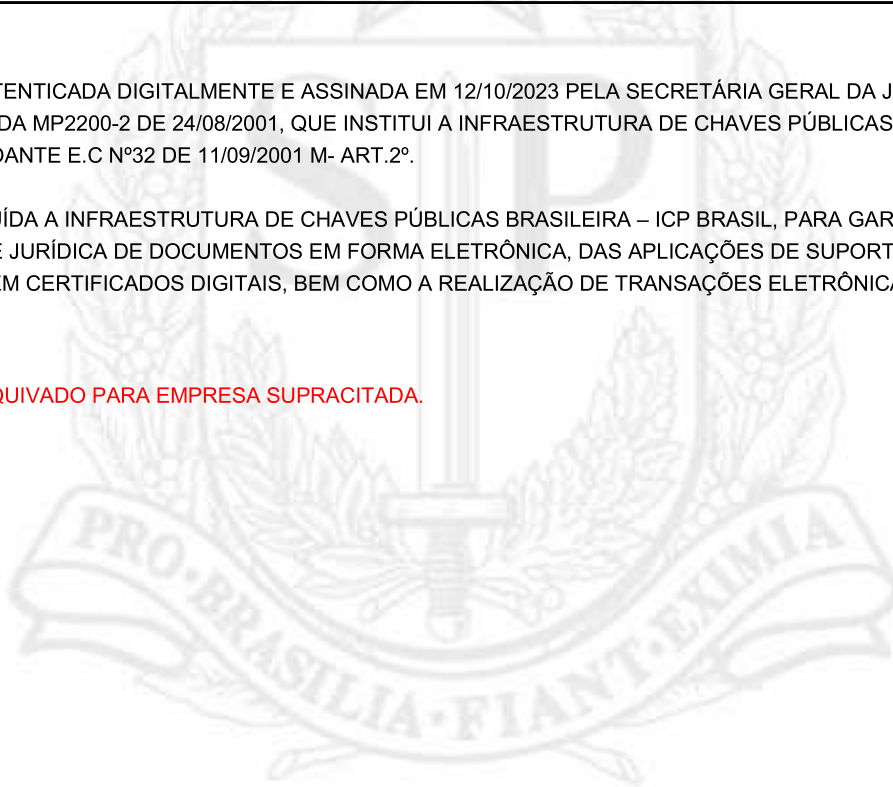 TENTICADA DIGITALMENTE E ASSINADA EM 12/10/2023 PELA SECRETÁRIA GERAL DA J
DA MP2200-2 DE 24/08/2001, QUE INSTITUI A INFRAESTRUTURA DE CHAVES PÚBLICAS
DANTE E.C Nº32 DE 11/09/2001 M- ART.2º.
ÍDA A INFRAESTRUTURA DE CHAVES PÚBLICAS BRASILEIRA – ICP BRASIL, PARA GAR
E JURÍDICA DE DOCUMENTOS EM FORMA ELETRÔNICA, DAS APLICAÇÕES DE SUPORT
EM CERTIFICADOS DIGITAIS, BEM COMO A REALIZAÇÃO DE TRANSAÇÕES ELETRÔNICA
QUIVADO PARA EMPRESA SUPRACITADA.
SP
PRO·BRASILIA·FIANT·EXIMIA